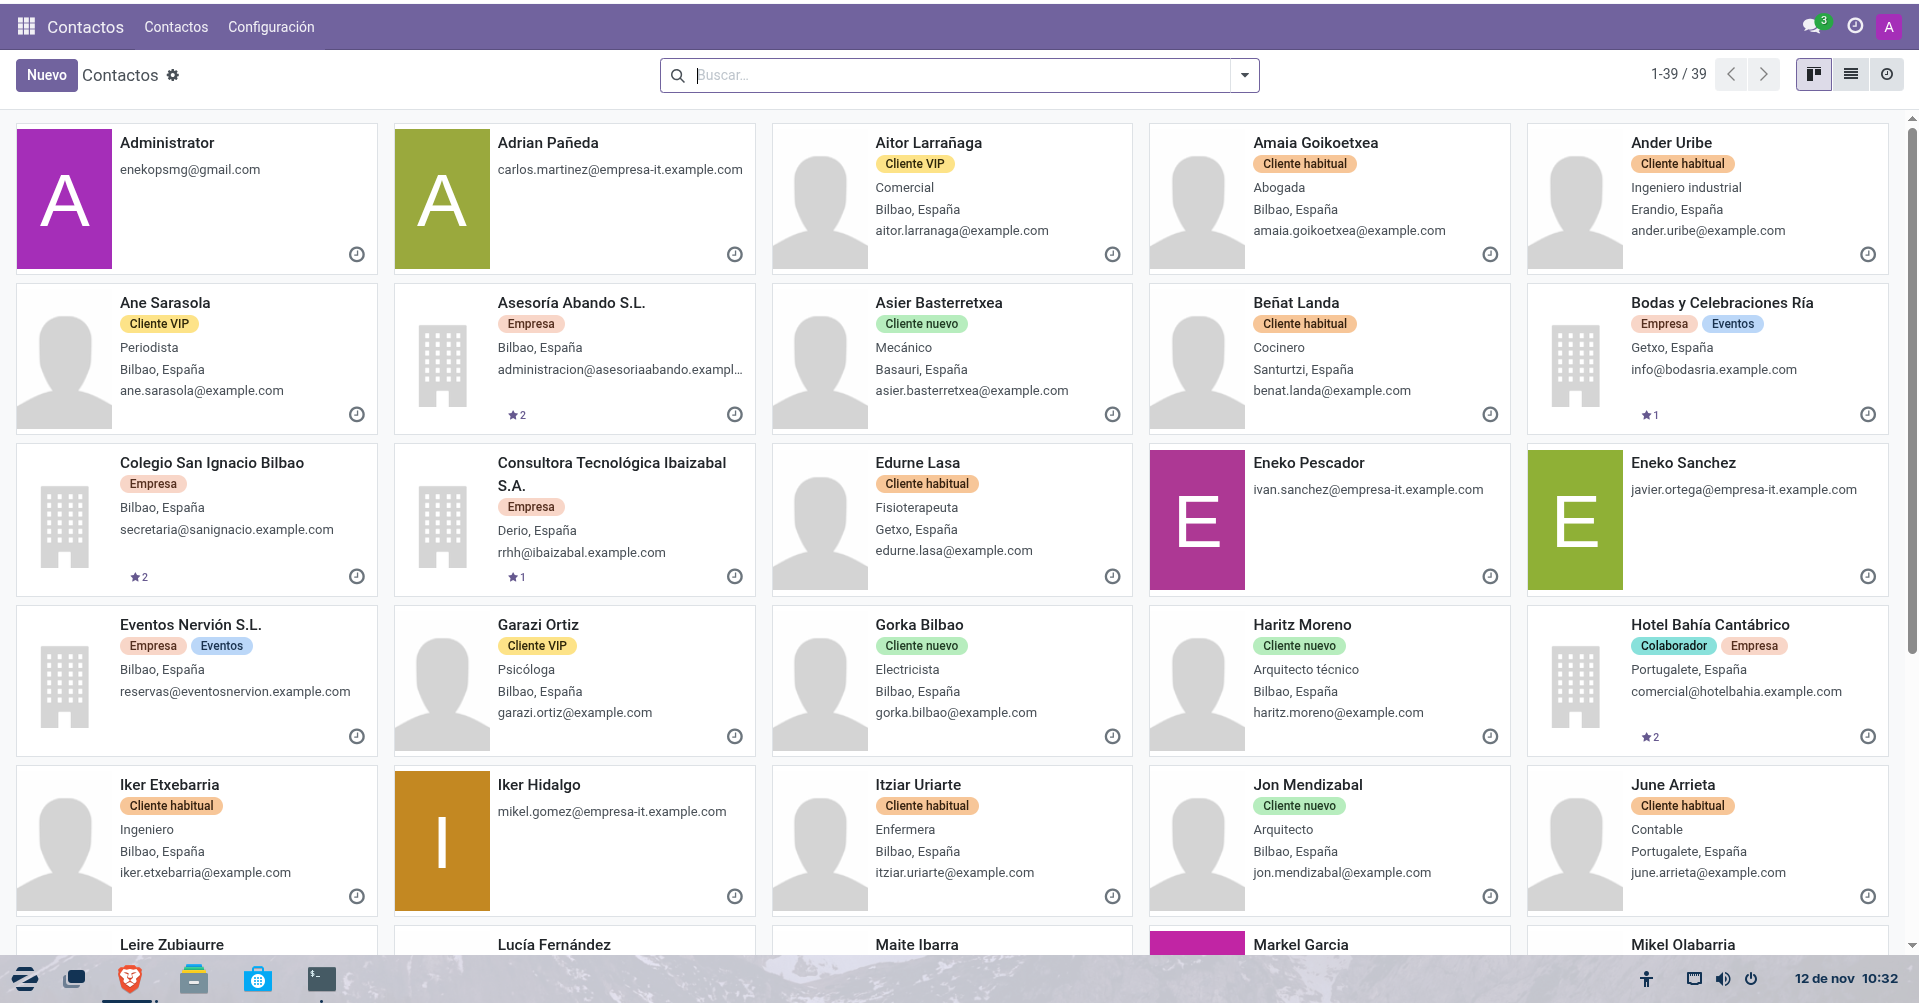 Contactos Contactos Configuración 3 A
Nuevo Contactos Buscar... 1-39 / 39
A
Administrator
enekopsmg@gmail.com
A
Adrian Pañeda
carlos.martinez@empresa-it.example.com
Aitor Larrañaga
Cliente VIP
Comercial
Bilbao, España
aitor.larranaga@example.com
Amaia Goikoetxea
Cliente habitual
Abogada
Bilbao, España
amaia.goikoetxea@example.com
Ander Uribe
Cliente habitual
Ingeniero industrial
Erandio, España
ander.uribe@example.com
Ane Sarasola
Cliente VIP
Periodista
Bilbao, España
ane.sarasola@example.com
Asesoría Abando S.L.
Empresa
Bilbao, España
administracion@asesoriaabando.exampl...
2
Asier Basterretxea
Cliente nuevo
Mecánico
Basauri, España
asier.basterretxea@example.com
Beñat Landa
Cliente habitual
Cocinero
Santurtzi, España
benat.landa@example.com
Bodas y Celebraciones Ría
Empresa Eventos
Getxo, España
info@bodasria.example.com
1
Colegio San Ignacio Bilbao
Empresa
Bilbao, España
secretaria@sanignacio.example.com
2
Consultora Tecnológica Ibaizabal
S.A.
Empresa
Derio, España
rrhh@ibaizabal.example.com
1
Edurne Lasa
Cliente habitual
Fisioterapeuta
Getxo, España
edurne.lasa@example.com
E
Eneko Pescador
ivan.sanchez@empresa-it.example.com
E
Eneko Sanchez
javier.ortega@empresa-it.example.com
Eventos Nervión S.L.
Empresa Eventos
Bilbao, España
reservas@eventosnervion.example.com
Garazi Ortiz
Cliente VIP
Psicóloga
Bilbao, España
garazi.ortiz@example.com
Gorka Bilbao
Cliente nuevo
Electricista
Bilbao, España
gorka.bilbao@example.com
Haritz Moreno
Cliente nuevo
Arquitecto técnico
Bilbao, España
haritz.moreno@example.com
Hotel Bahía Cantábrico
Colaborador Empresa
Portugalete, España
comercial@hotelbahia.example.com
2
Iker Etxebarria
Cliente habitual
Ingeniero
Bilbao, España
iker.etxebarria@example.com
I
Iker Hidalgo
mikel.gomez@empresa-it.example.com
Itziar Uriarte
Cliente habitual
Enfermera
Bilbao, España
itziar.uriarte@example.com
Jon Mendizabal
Cliente nuevo
Arquitecto
Bilbao, España
jon.mendizabal@example.com
June Arrieta
Cliente habitual
Contable
Portugalete, España
june.arrieta@example.com
Leire Zubiaurre
Lucía Fernández
Maite Ibarra
Markel Garcia
Mikel Olabarria
12 de nov 10:32